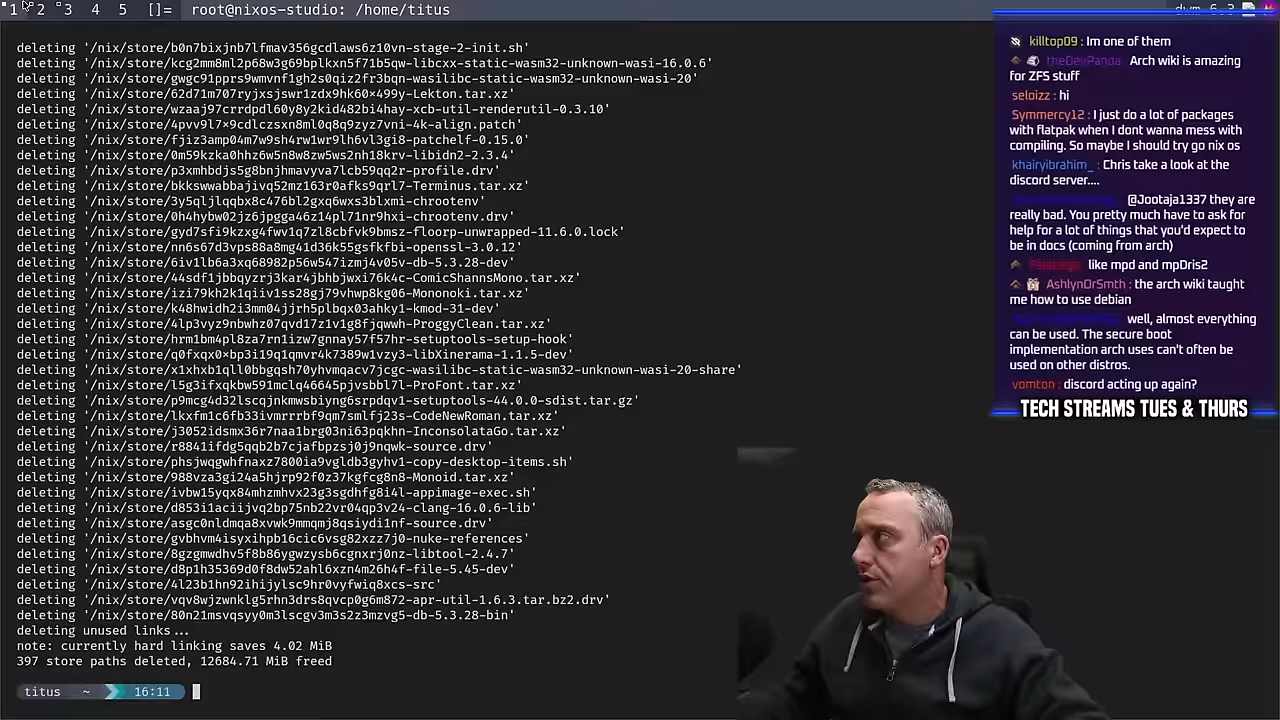 1 2 3 4 5 []= root@nixos-studio: /home/titus
deleting '/nix/store/b0n7bixjnb7lfmav356gcdlaws6z10vn-stage-2-init.sh'
deleting '/nix/store/kcg2mm8ml2p68w3g69bplkxn5f71b5qw-libcxx-static-wasm32-unknown-wasi-16.0.6'
deleting '/nix/store/gwgc91pprs9wmvnf1gh2s0qiz2fr3bqn-wasilibc-static-wasm32-unknown-wasi-20'
deleting '/nix/store/62d71m707ryjxsjswr1zdx9hk60×499y-Lekton.tar.xz'
deleting '/nix/store/wzaaj97crrdpdl60y8y2kid482bi4hay-xcb-util-renderutil-0.3.10'
deleting '/nix/store/4pvv9l7×9cdlczsxn8ml0q8q9zyz7vni-4k-align.patch'
deleting '/nix/store/fjiz3amp04m7w9sh4rw1wr9lh6vl3gi8-patchelf-0.15.0'
deleting '/nix/store/0m59kzka0hhz6w5n8w8zw5ws2nh18krv-libidn2-2.3.4'
deleting '/nix/store/p3xmhbdjs5g8bnjhmavyva7lcb59qq2r-profile.drv'
deleting '/nix/store/bkkswwabbajivq52mz163r0afks9qrl7-Terminus.tar.xz'
deleting '/nix/store/3y5qljlqqbx8c476bl2gxq6wxs3blxmi-chrootenv'
deleting '/nix/store/0h4hybw02jz6jpgga46z14pl71nr9hxi-chrootenv.drv'
deleting '/nix/store/gyd7sfi9kzxg4fwv1q7zl8cbfvk9bmsz-floorp-unwrapped-11.6.0.lock'
deleting '/nix/store/nn6s67d3vps88a8mg41d36k55gsfkfbi-openssl-3.0.12'
deleting '/nix/store/6iv1lb6a3xq68982p56w547izmj4v05v-db-5.3.28-dev'
deleting '/nix/store/44sdf1jbbqyzrj3kar4jbhbjwxi76k4c-ComicShannsMono.tar.xz'
deleting '/nix/store/izi79kh2k1qiiv1ss28gj79vhwp8kg06-Mononoki.tar.xz'
deleting '/nix/store/k48hwidh2i3mm04jjrh5plbqx03ahky1-kmod-31-dev'
deleting '/nix/store/4lp3vyz9nbwhz07qvd17z1v1g8fjqwwh-ProggyClean.tar.xz'
deleting '/nix/store/hrm1bm4pl8za7rn1izw7gnnay57f57hr-setuptools-setup-hook'
deleting '/nix/store/q0fxqx0×bp3i19q1qmvr4k7389w1vzy3-libXinerama-1.1.5-dev'
deleting '/nix/store/x1xhxb1qll0bbgqsh70yhvmqacv7jcgc-wasilibc-static-wasm32-unknown-wasi-20-share'
deleting '/nix/store/l5g3ifxqkbw591mclq46645pjvsbbl7l-ProFont.tar.xz'
deleting '/nix/store/p9mcg4d32lscqjnkmwsbiyng6srpdqv1-setuptools-44.0.0-sdist.tar.gz'
deleting '/nix/store/lkxfm1c6fb33ivmrrrbf9qm7smlfj23s-CodeNewRoman.tar.xz'
deleting '/nix/store/j3052idsmx36r7naa1brg03ni63pqkhn-InconsolataGo.tar.xz'
deleting '/nix/store/r8841ifdg5qqb2b7cjafbpzsj0j9nqwk-source.drv'
deleting '/nix/store/phsjwqgwhfnaxz7800ia9vgldb3gyhv1-copy-desktop-items.sh'
deleting '/nix/store/988vza3gi24a5hjrp92f0z37kgfcg8n8-Monoid.tar.xz'
deleting '/nix/store/ivbw15yqx84mhzmhvx23g3sgdhfg8i4l-appimage-exec.sh'
deleting '/nix/store/d853i1aciijvq2bp75nb22vr04qp3v24-clang-16.0.6-lib'
deleting '/nix/store/asgc0nldmqa8xvwk9mmqmj8qsiydi1nf-source.drv'
deleting '/nix/store/gvbhvm4isyxihpb16cic6vsg82xzz7j0-nuke-references'
deleting '/nix/store/8gzgmwdhv5f8b86ygwzysb6cgnxrj0nz-libtool-2.4.7'
deleting '/nix/store/d8p1h35369d0f8dw52ahl6xzn4m26h4f-file-5.45-dev'
deleting '/nix/store/4l23b1hn92ihijylsc9hr0vyfwiq8xcs-src'
deleting '/nix/store/vqv8wjzwnklg5rhn3drs8qvcp0g6m872-apr-util-1.6.3.tar.bz2.drv'
deleting '/nix/store/80n21msvqsyy0m3lscgv3m3s2z3mzvg5-db-5.3.28-bin'
deleting unused links...
note: currently hard linking saves 4.02 MiB
397 store paths deleted, 12684.71 MiB freed
titus ~ 16:11
killtop09 : Im one of them
theDevPanda: Arch wiki is amazing
for ZFS stuff
seloizz : hi
Symmercy12 : I just do a lot of packages
with flatpak when I dont wanna mess with
compiling. So maybe I should try go nix os
khairyibrahim_ : Chris take a look at the
discord server....
@Jootaja1337 they are
really bad. You pretty much have to ask for
help for a lot of things that you'd expect to
be in docs (coming from arch)
like mpd and mpDris2
AshlynOrSmth : the arch wiki taught
me how to use debian
well, almost everything
can be used. The secure boot
implementation arch uses can't often be
used on other distros.
vomton : discord acting up again?
TECH STREAMS TUES & THURS